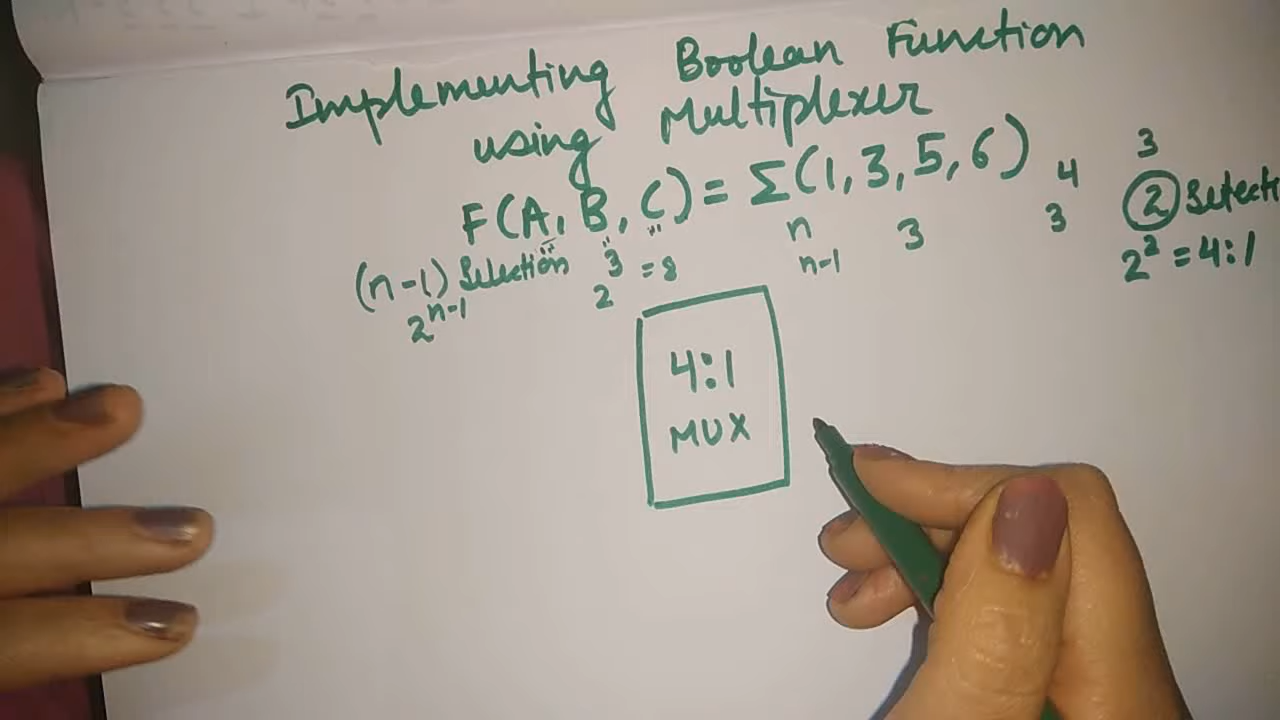 Implementing Boolean Function
using Multiplexer
F(A, B, C) = Σ(1, 3, 5, 6)
(n-1) Selection
2^{n-1}
2^3 = 8
n
n-1
3
4
3
3
2
2^2 = 4:1
4:1
MUX